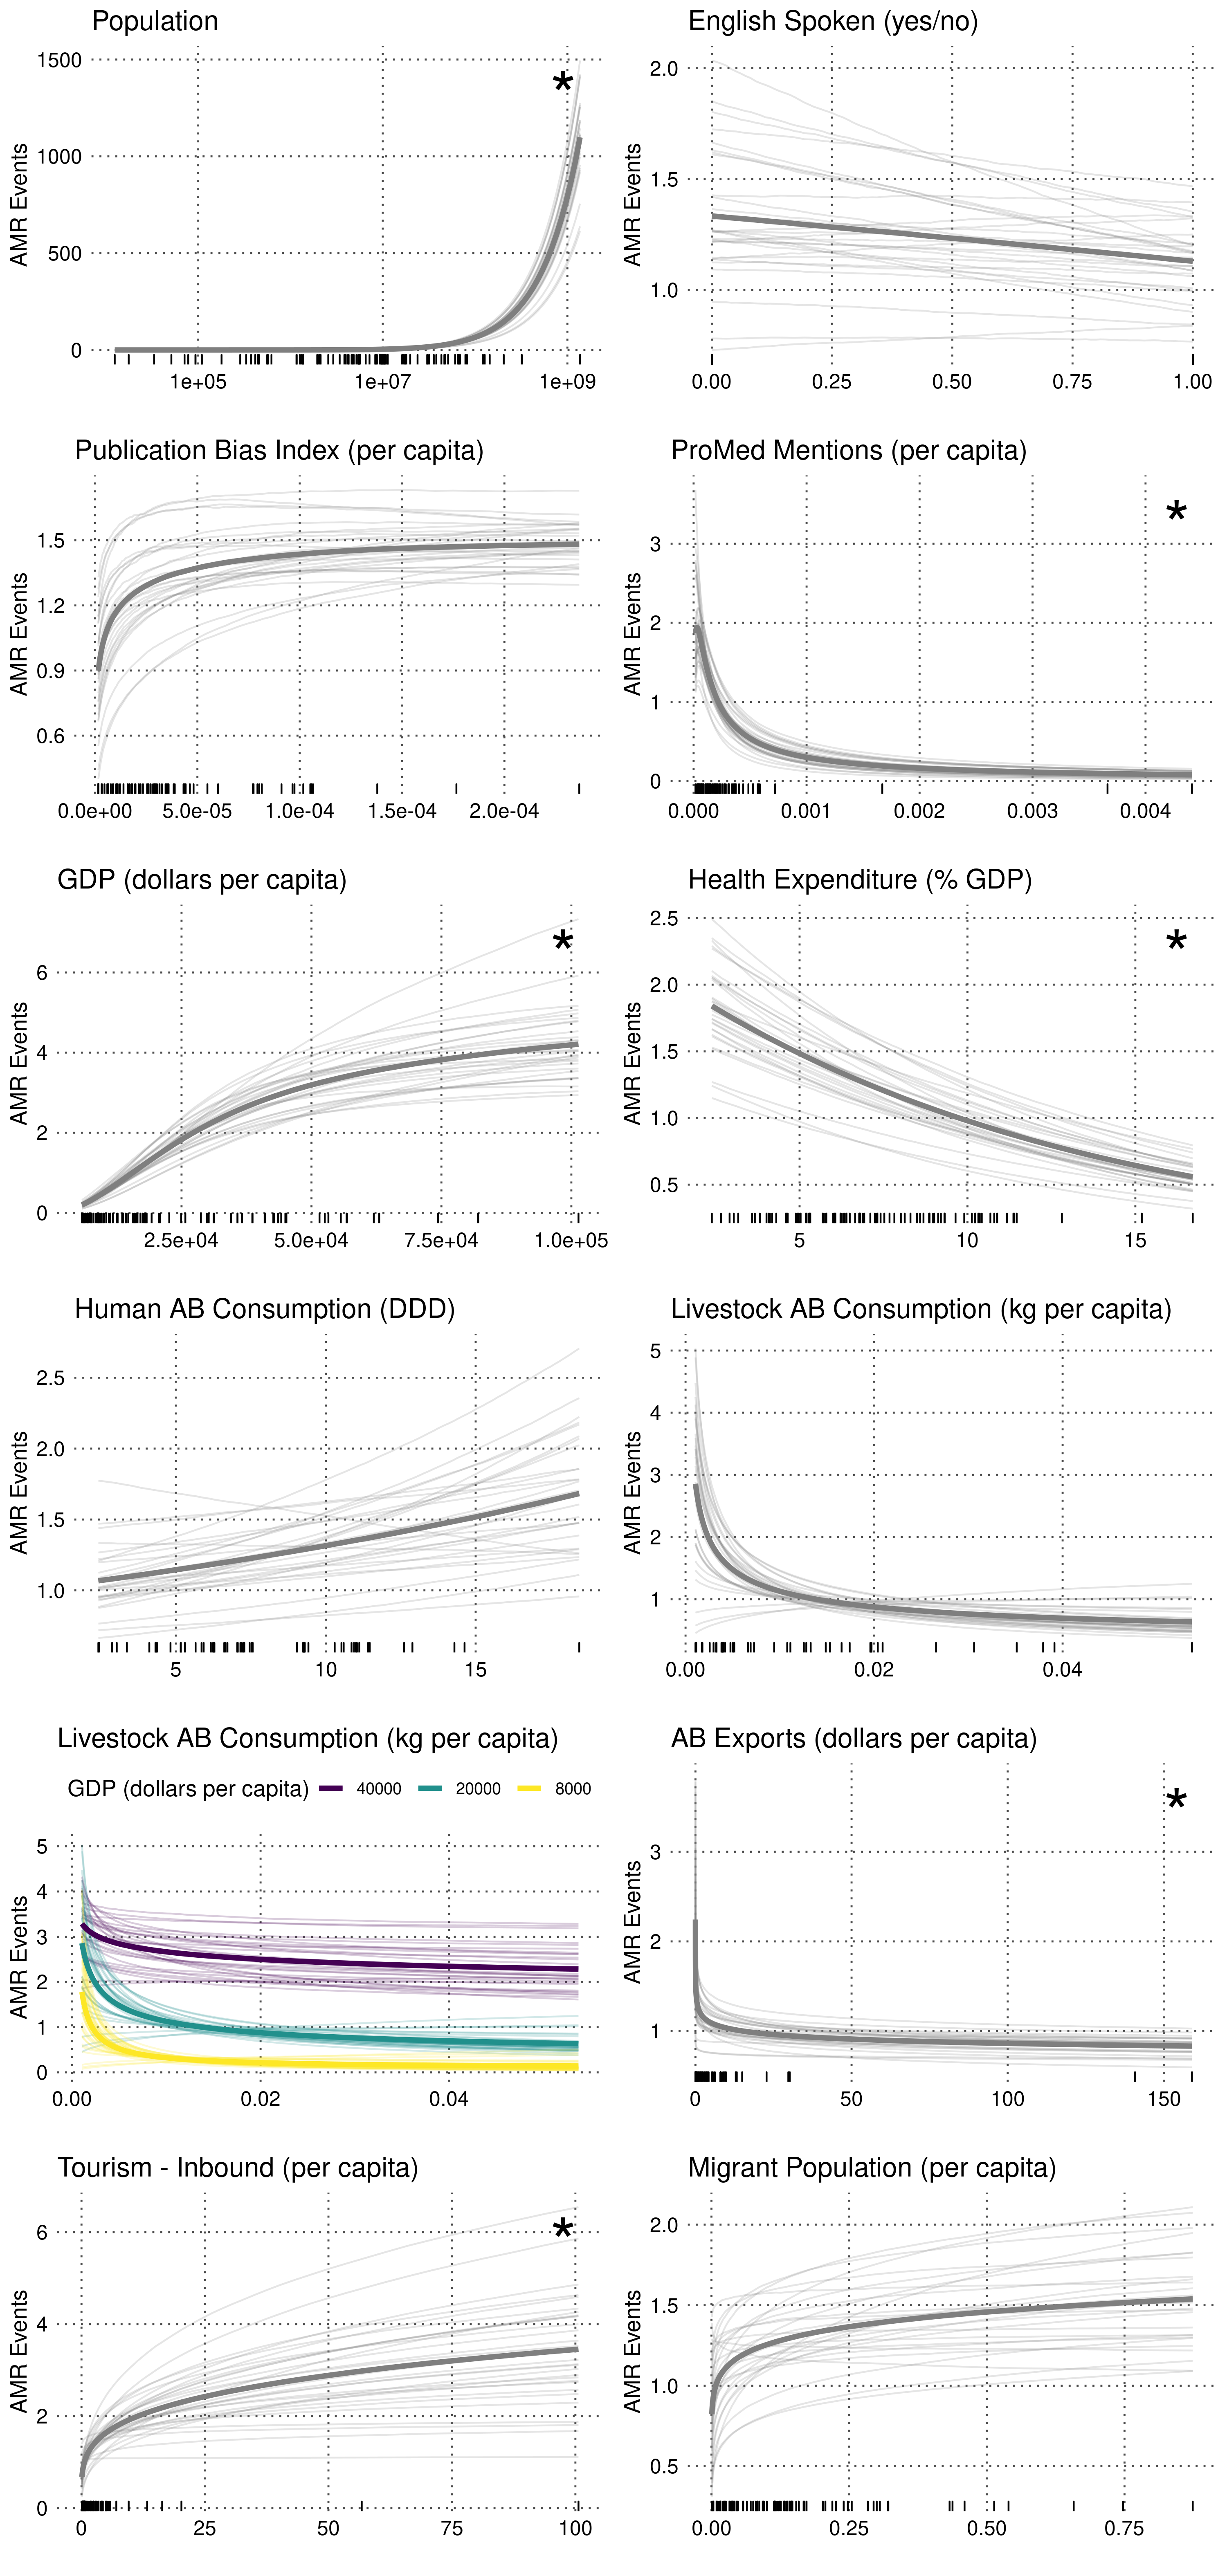 Population
English Spoken (yes/no)
AMR Events
1500
1000
500
0
1e+05 1e+07 1e+09
*
AMR Events
2.0
1.5
1.0
0.00 0.25 0.50 0.75 1.00
Publication Bias Index (per capita)
ProMed Mentions (per capita)
AMR Events
1.5
1.2
0.9
0.6
0.0e+00 5.0e-05 1.0e-04 1.5e-04 2.0e-04
AMR Events
3
2
1
0
0.000 0.001 0.002 0.003 0.004
*
GDP (dollars per capita)
Health Expenditure (% GDP)
AMR Events
6
4
2
0
2.5e+04 5.0e+04 7.5e+04 1.0e+05
*
AMR Events
2.5
2.0
1.5
1.0
0.5
5 10 15
*
Human AB Consumption (DDD)
Livestock AB Consumption (kg per capita)
AMR Events
2.5
2.0
1.5
1.0
5 10 15
AMR Events
5
4
3
2
1
0.00 0.02 0.04
Livestock AB Consumption (kg per capita)
GDP (dollars per capita) 40000 20000 8000
AB Exports (dollars per capita)
AMR Events
5
4
3
2
1
0
0.00 0.02 0.04
AMR Events
3
2
1
0 50 100 150
*
Tourism - Inbound (per capita)
Migrant Population (per capita)
AMR Events
6
4
2
0
0 25 50 75 100
*
AMR Events
2.0
1.5
1.0
0.5
0.00 0.25 0.50 0.75